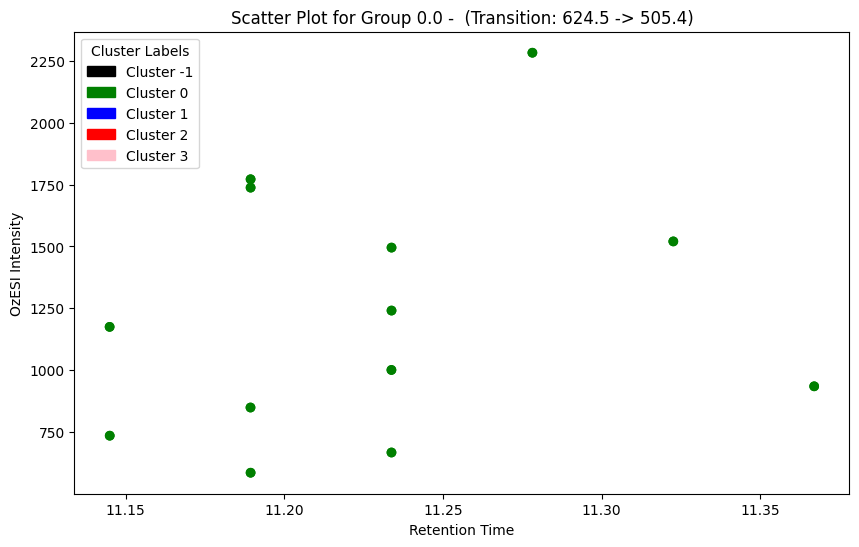 Scatter Plot for Group 0.0 -  (Transition: 624.5 -> 505.4)
Cluster Labels
Cluster -1
Cluster 0
Cluster 1
Cluster 2
Cluster 3
2250
2000
1750
1500
1250
1000
750
OzESI Intensity
11.15
11.20
11.25
11.30
11.35
Retention Time